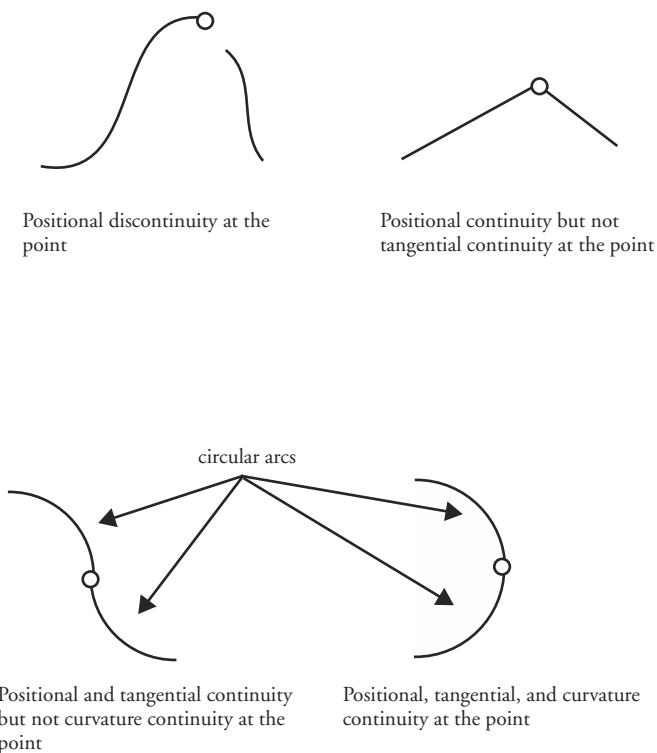 Positional discontinuity at the
point
Positional continuity but not
tangential continuity at the point
circular arcs
Positional and tangential continuity
but not curvature continuity at the
point
Positional, tangential, and curvature
continuity at the point